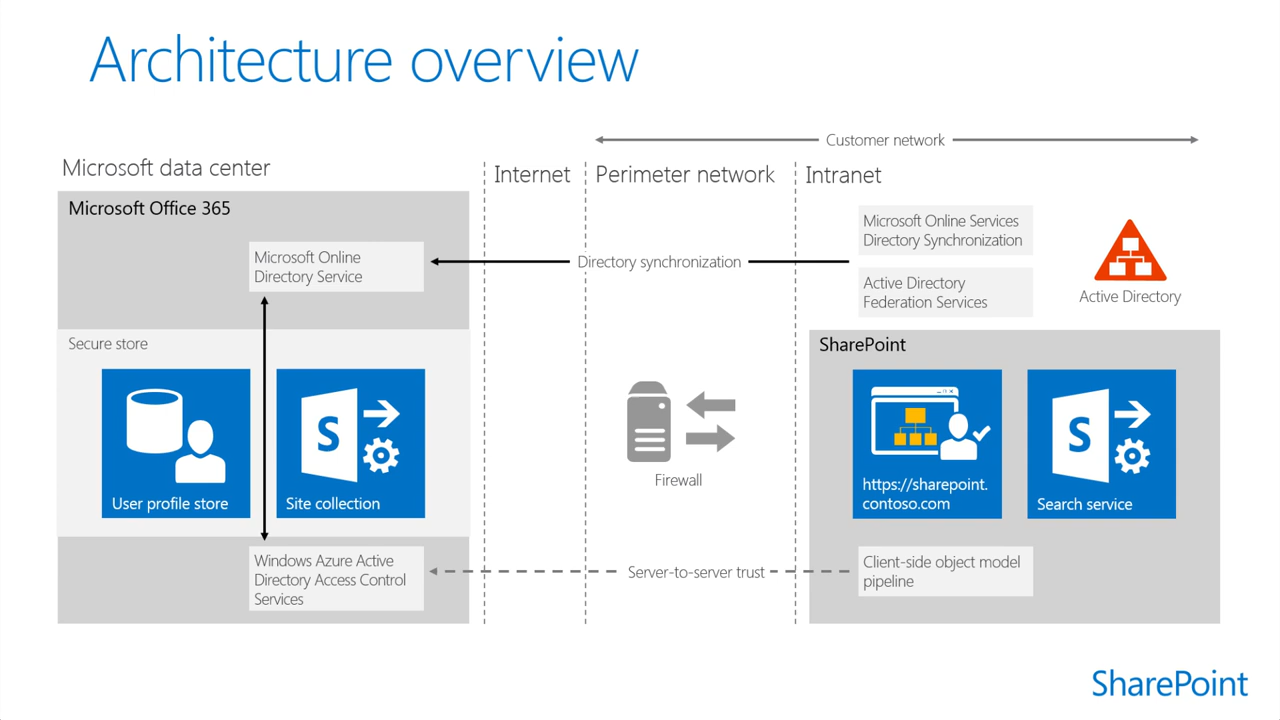 Architecture overview
Customer network
Microsoft data center
Internet
Perimeter network
Intranet
Microsoft Office 365
Microsoft Online
Directory Service
Directory synchronization
Microsoft Online Services
Directory Synchronization
Active Directory
Federation Services
Active Directory
Secure store
User profile store
S
Site collection
Firewall
SharePoint
https://sharepoint.
contoso.com
S
Search service
Windows Azure Active
Directory Access Control
Services
Server-to-server trust
Client-side object model
pipeline
SharePoint